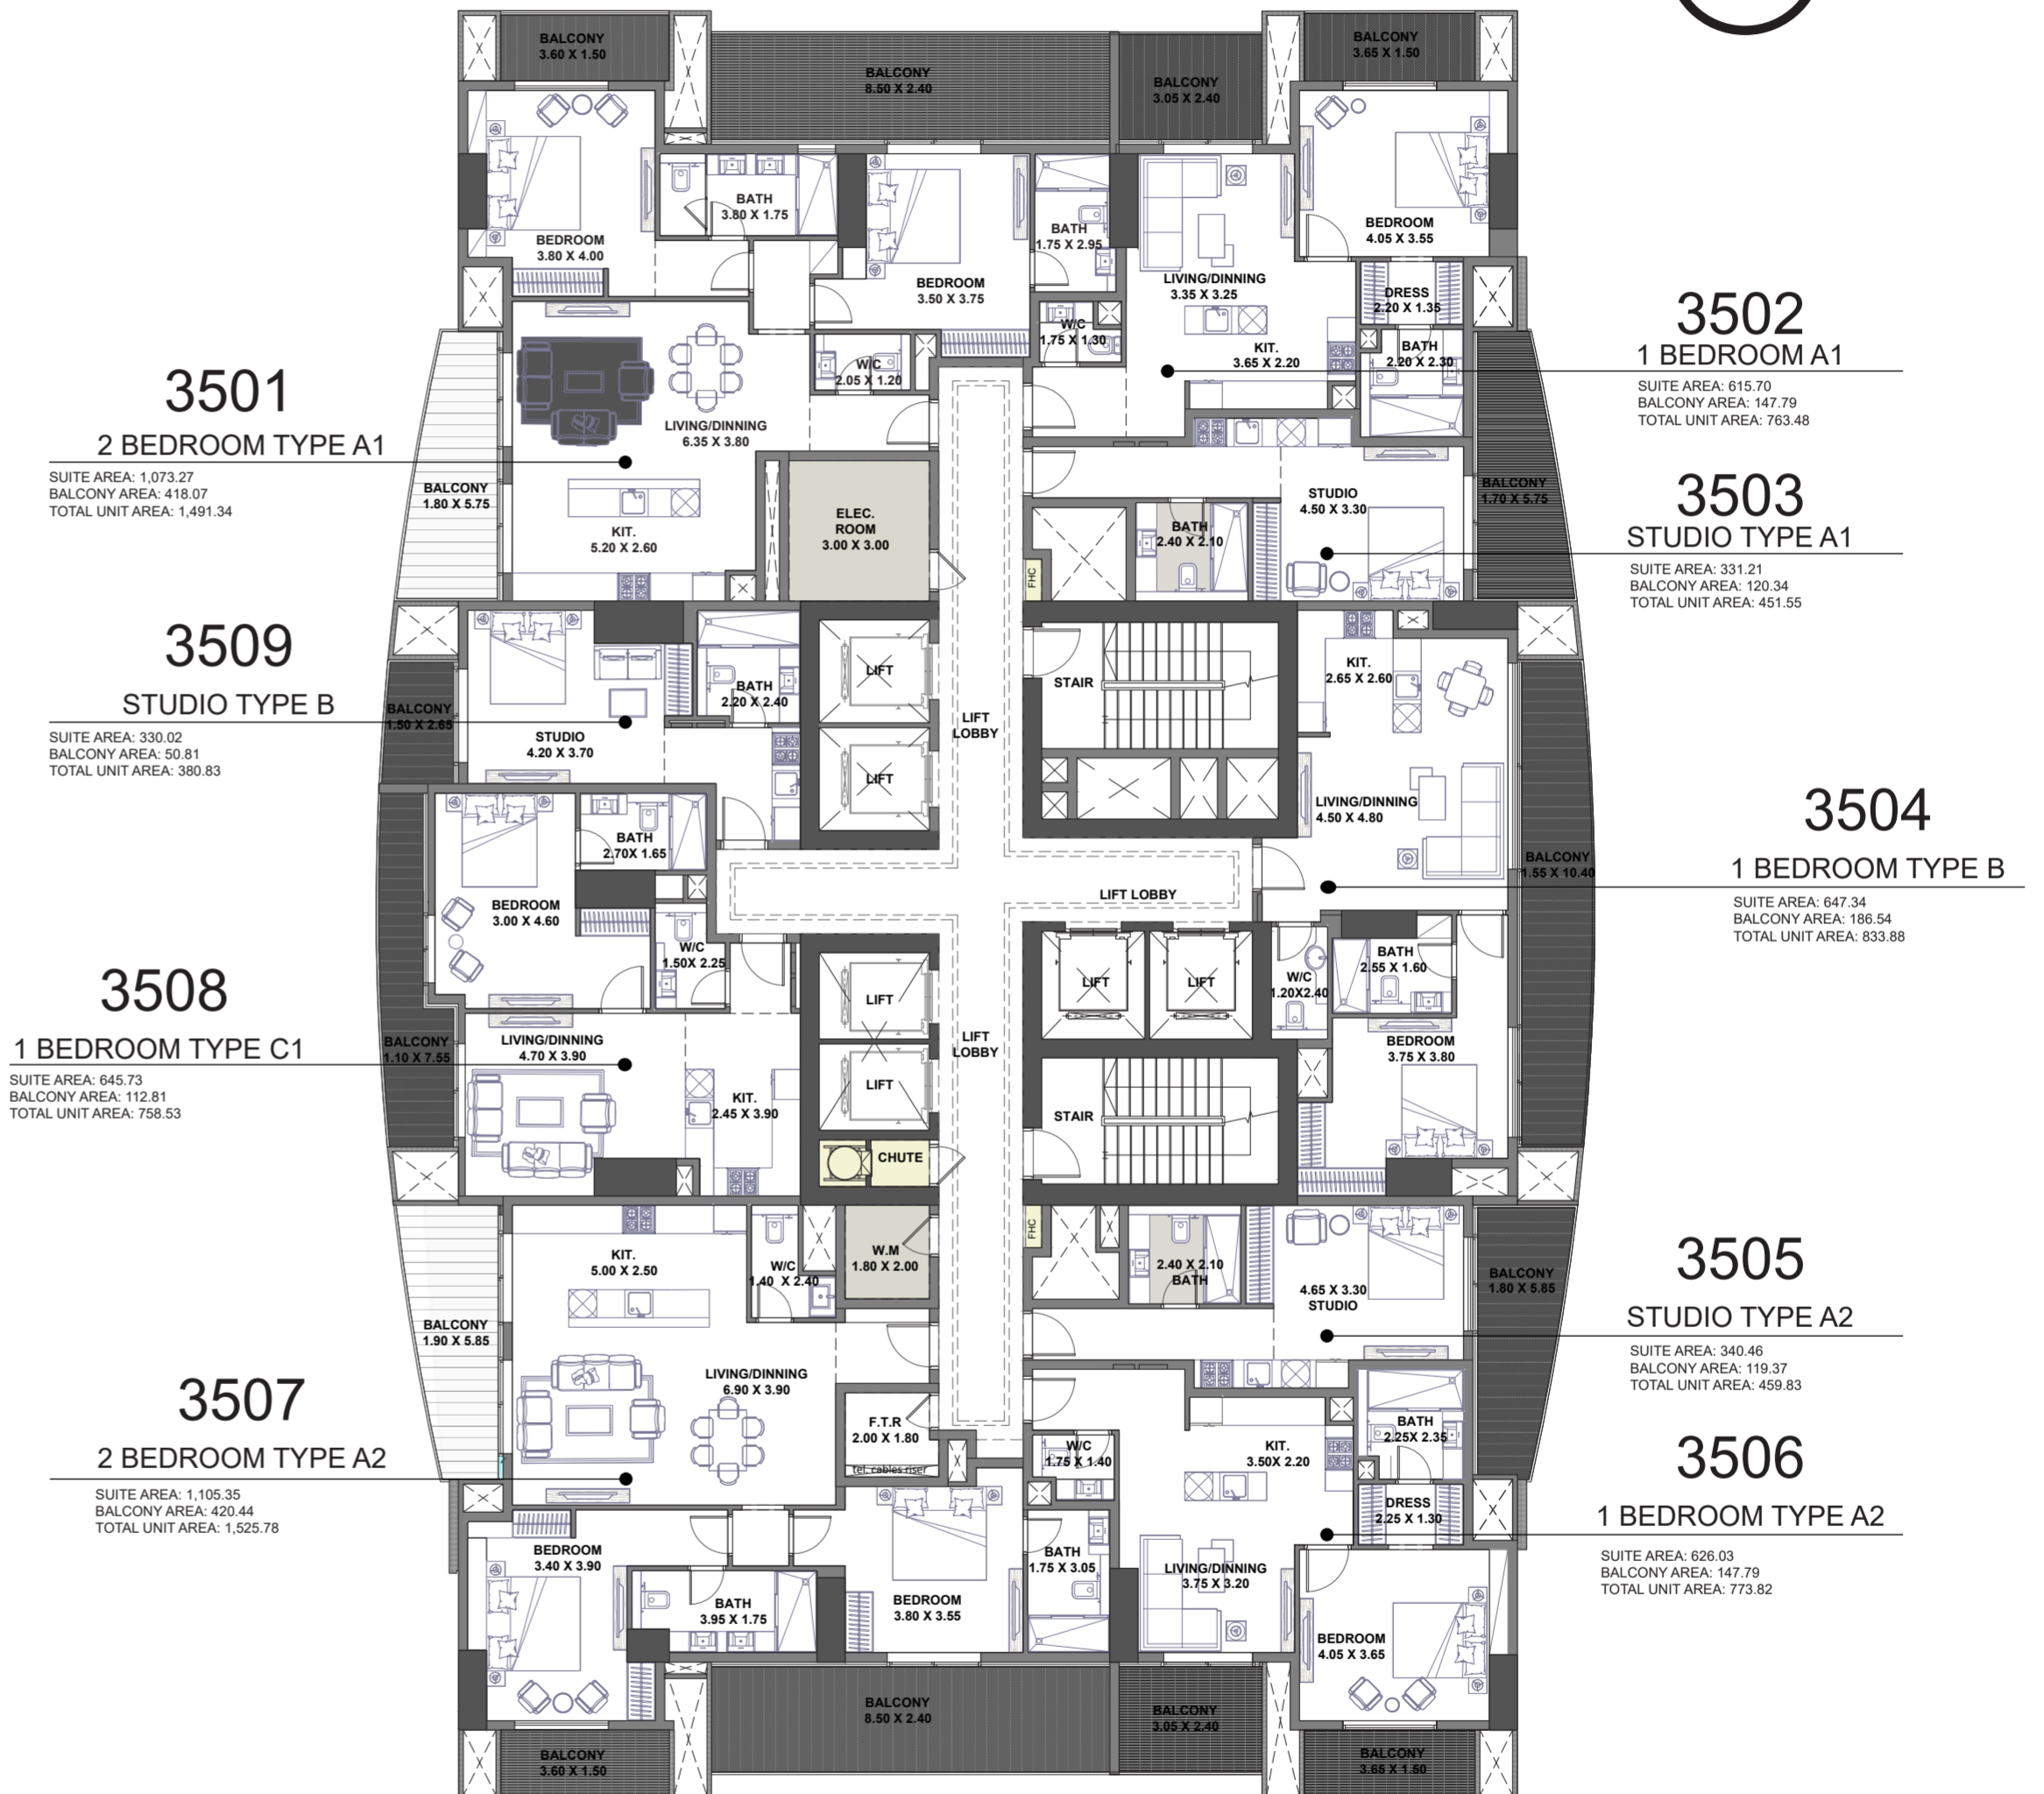 BALCONY
3.60 X 1.50
BALCONY
8.50 X 2.40
BALCONY
3.05 X 2.40
BALCONY
3.65 X 1.50
BEDROOM
3.80 X 4.00
BATH
3.80 X 1.75
BEDROOM
3.50 X 3.75
BATH
1.75 X 2.95
LIVING/DINNING
3.35 X 3.25
BEDROOM
4.05 X 3.55
DRESS
2.20 X 1.35
W/C
1.75 X 1.30
KIT.
3.65 X 2.20
BATH
2.20 X 2.30
W/C
2.05 X 1.20
3502
1 BEDROOM A1
SUITE AREA: 615.70
BALCONY AREA: 147.79
TOTAL UNIT AREA: 763.48
3501
2 BEDROOM TYPE A1
SUITE AREA: 1,073.27
BALCONY AREA: 418.07
TOTAL UNIT AREA: 1,491.34
LIVING/DINNING
6.35 X 3.80
BALCONY
1.80 X 5.75
KIT.
5.20 X 2.60
ELEC.
ROOM
3.00 X 3.00
BATH
2.40 X 2.10
STUDIO
4.50 X 3.30
BALCONY
1.70 X 5.75
FHC
3503
STUDIO TYPE A1
SUITE AREA: 331.21
BALCONY AREA: 120.34
TOTAL UNIT AREA: 451.55
3509
STUDIO TYPE B
SUITE AREA: 330.02
BALCONY AREA: 50.81
TOTAL UNIT AREA: 380.83
BALCONY
1.50 X 2.65
STUDIO
4.20 X 3.70
BATH
2.20 X 2.40
LIFT
LIFT
LIFT
LOBBY
STAIR
KIT.
2.65 X 2.60
LIVING/DINNING
4.50 X 4.80
BALCONY
1.55 X 10.40
3504
1 BEDROOM TYPE B
SUITE AREA: 647.34
BALCONY AREA: 186.54
TOTAL UNIT AREA: 833.88
BATH
2.70X 1.65
BEDROOM
3.00 X 4.60
W/C
1.50X 2.25
LIFT LOBBY
LIFT
LIFT
W/C
1.20X2.40
BATH
2.55 X 1.60
BEDROOM
3.75 X 3.80
3508
1 BEDROOM TYPE C1
SUITE AREA: 645.73
BALCONY AREA: 112.81
TOTAL UNIT AREA: 758.53
BALCONY
1.10 X 7.55
LIVING/DINNING
4.70 X 3.90
KIT.
2.45 X 3.90
LIFT
LIFT
LIFT
LOBBY
CHUTE
STAIR
KIT.
5.00 X 2.50
W/C
1.40 X 2.40
W.M
1.80 X 2.00
FHC
2.40 X 2.10
BATH
4.65 X 3.30
STUDIO
BALCONY
1.80 X 5.85
3505
STUDIO TYPE A2
SUITE AREA: 340.46
BALCONY AREA: 119.37
TOTAL UNIT AREA: 459.83
BALCONY
1.90 X 5.85
LIVING/DINNING
6.90 X 3.90
F.T.R
2.00 X 1.80
tel. cables riser
3507
2 BEDROOM TYPE A2
SUITE AREA: 1,105.35
BALCONY AREA: 420.44
TOTAL UNIT AREA: 1,525.78
W/C
1.75 X 1.40
KIT.
3.50X 2.20
BATH
2.25X 2.35
DRESS
2.25 X 1.30
3506
1 BEDROOM TYPE A2
SUITE AREA: 626.03
BALCONY AREA: 147.79
TOTAL UNIT AREA: 773.82
BEDROOM
3.40 X 3.90
BATH
3.95 X 1.75
BEDROOM
3.80 X 3.55
BATH
1.75 X 3.05
LIVING/DINNING
3.75 X 3.20
BEDROOM
4.05 X 3.65
BALCONY
3.60 X 1.50
BALCONY
8.50 X 2.40
BALCONY
3.05 X 2.40
BALCONY
3.65 X 1.50